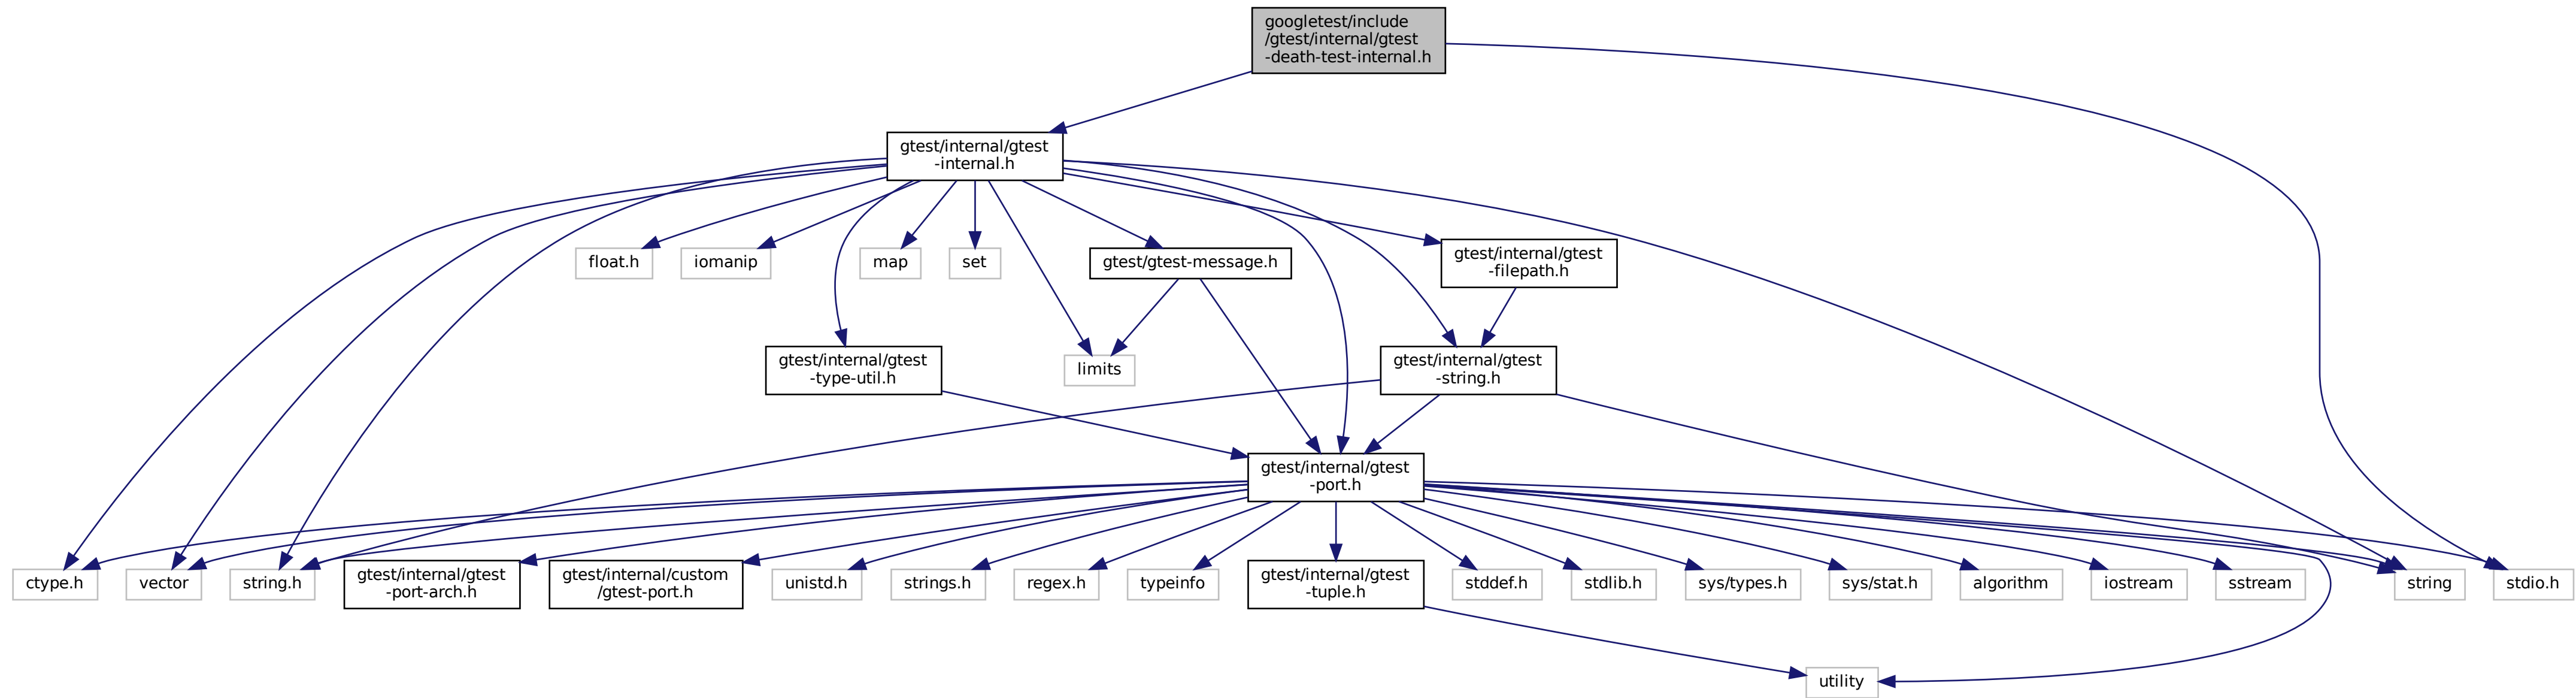 googletest/include
/gtest/internal/gtest
-death-test-internal.h
gtest/internal/gtest
-internal.h
float.h
iomanip
map
set
gtest/gtest-message.h
gtest/internal/gtest
-filepath.h
gtest/internal/gtest
-type-util.h
limits
gtest/internal/gtest
-string.h
gtest/internal/gtest
-port.h
ctype.h
vector
string.h
gtest/internal/gtest
-port-arch.h
gtest/internal/custom
/gtest-port.h
unistd.h
strings.h
regex.h
typeinfo
gtest/internal/gtest
-tuple.h
stddef.h
stdlib.h
sys/types.h
sys/stat.h
algorithm
iostream
sstream
string
stdio.h
utility